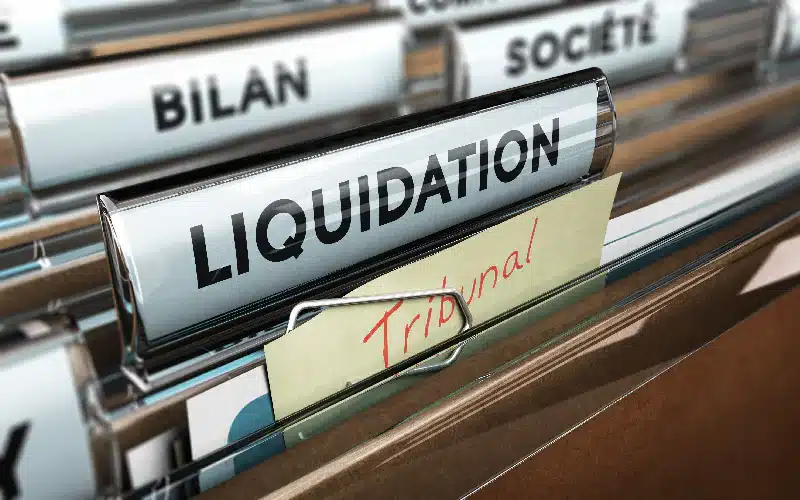 BILAN
SOCIÉTÉ
LIQUIDATION
Tribunal